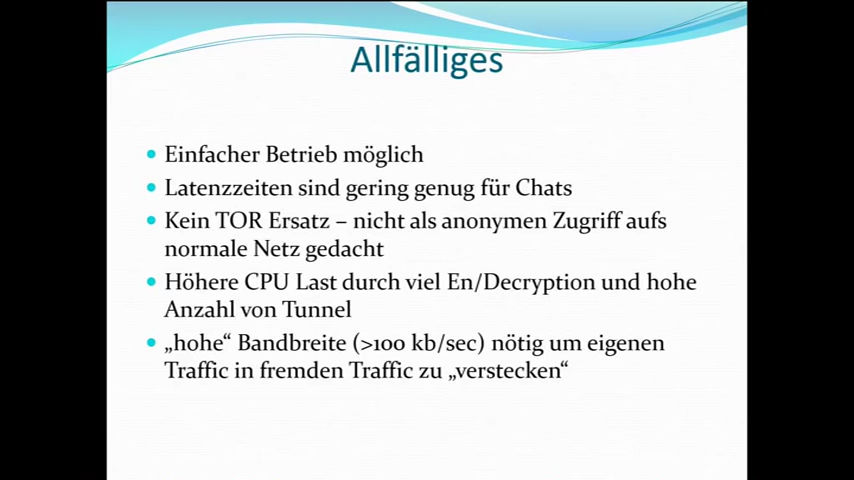 Allfälliges
Einfacher Betrieb möglich
Latenzzeiten sind gering genug für Chats
Kein TOR Ersatz – nicht als anonymen Zugriff aufs
normale Netz gedacht
Höhere CPU Last durch viel En/Decryption und hohe
Anzahl von Tunnel
„hohe“ Bandbreite (>100 kb/sec) nötig um eigenen
Traffic in fremden Traffic zu „verstecken“